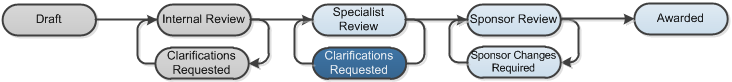 Draft
Internal Review
Clarifications
Requested
Specialist
Review
Clarifications
Requested
Sponsor Review
Sponsor Changes
Required
Awarded